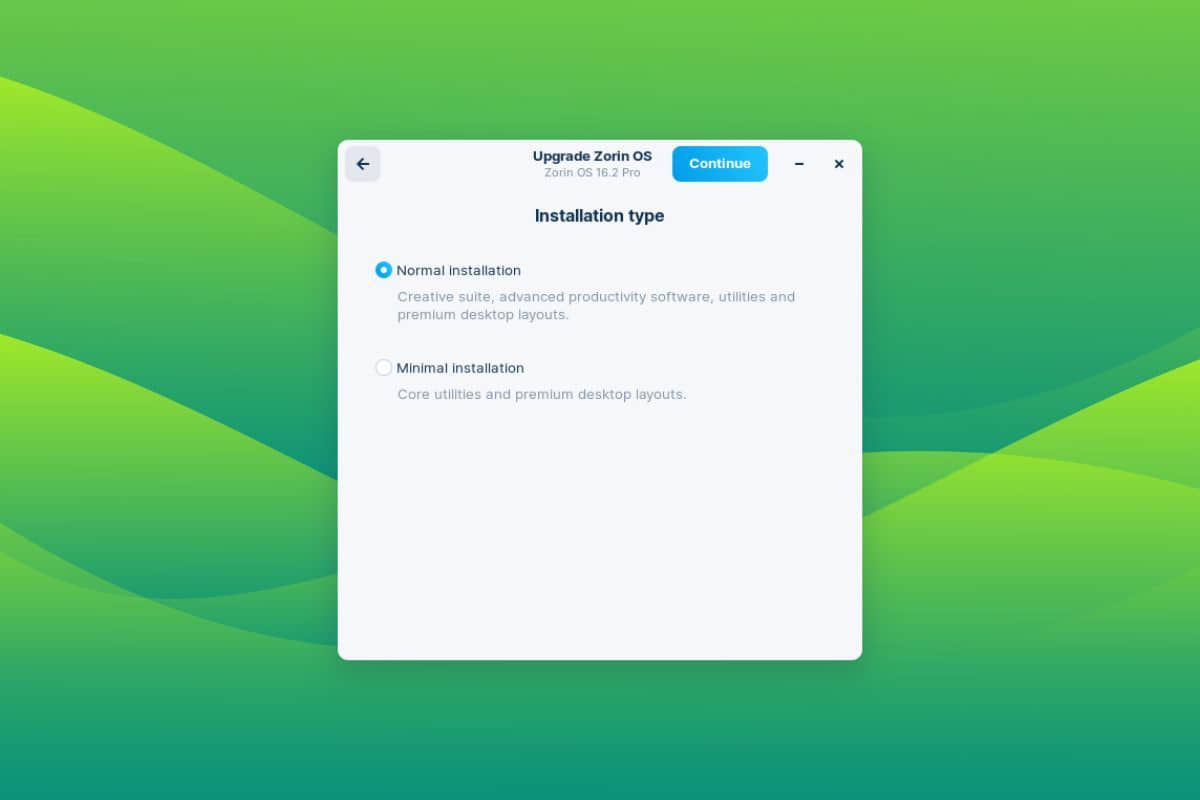 Upgrade Zorin OS
Zorin OS 16.2 Pro
Continue
Installation type
Normal installation
Creative suite, advanced productivity software, utilities and
premium desktop layouts.
Minimal installation
Core utilities and premium desktop layouts.